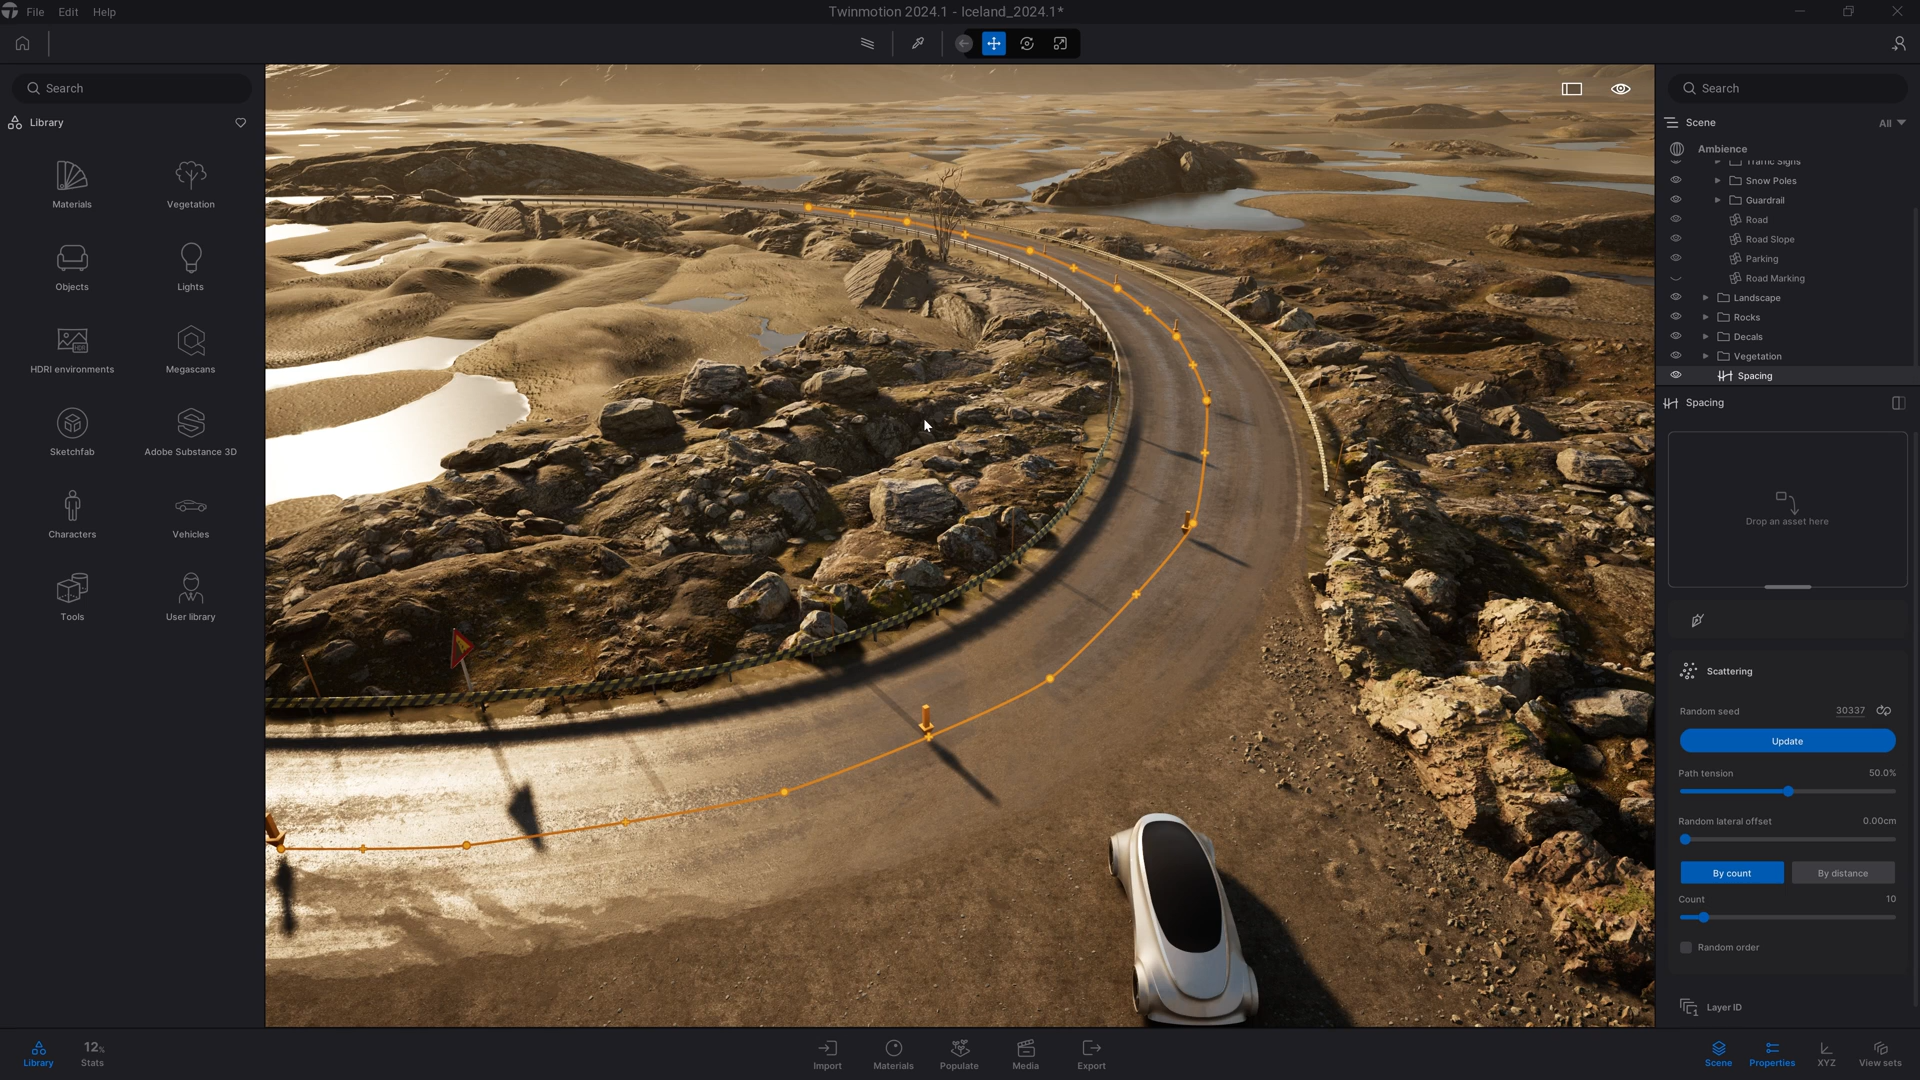 File Edit Help
Twinmotion 2024.1 - Iceland_2024.1*
Search
Library
Materials
Vegetation
Objects
Lights
HDRI environments
Megascans
Sketchfab
Adobe Substance 3D
Characters
Vehicles
Tools
User library
Search
Scene All
Ambience
Traffic Signs
Snow Poles
Guardrail
Road
Road Slope
Parking
Road Marking
Landscape
Rocks
Decals
Vegetation
Spacing
Spacing
Drop an asset here
Scattering
Random seed 30337
Update
Path tension 50.0%
Random lateral offset 0.00cm
By count By distance
Count 10
Random order
Layer ID
Library
12%
Stats
Import
Materials
Populate
Media
Export
Scene
Properties
XYZ
View sets